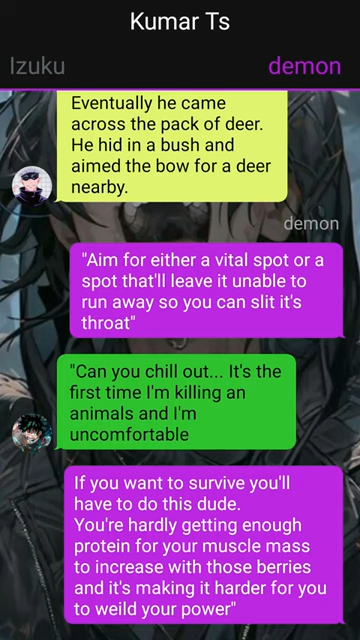 Kumar Ts
Izuku
demon
Eventually he came
across the pack of deer.
He hid in a bush and
aimed the bow for a deer
nearby.
demon
"Aim for either a vital spot or a
spot that'll leave it unable to
run away so you can slit it's
throat"
"Can you chill out... It's the
first time I'm killing an
animals and I'm
uncomfortable
If you want to survive you'll
have to do this dude.
You're hardly getting enough
protein for your muscle mass
to increase with those berries
and it's making it harder for you
to weild your power"